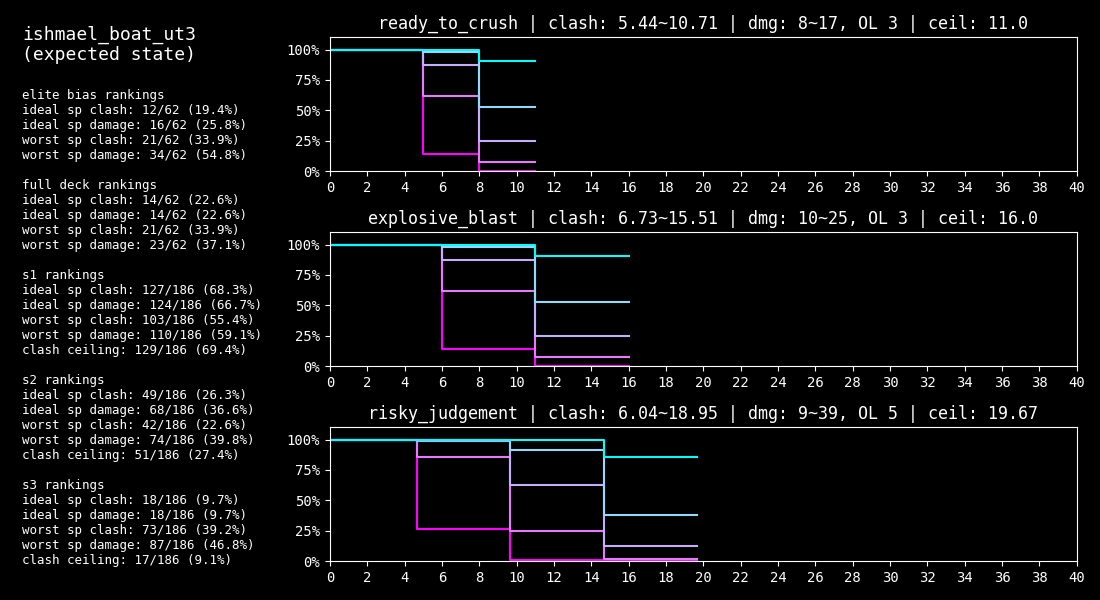 ishmael_boat_ut3
(expected state)
elite bias rankings
ideal sp clash: 12/62 (19.4%)
ideal sp damage: 16/62 (25.8%)
worst sp clash: 21/62 (33.9%)
worst sp damage: 34/62 (54.8%)
full deck rankings
ideal sp clash: 14/62 (22.6%)
ideal sp damage: 14/62 (22.6%)
worst sp clash: 21/62 (33.9%)
worst sp damage: 23/62 (37.1%)
s1 rankings
ideal sp clash: 127/186 (68.3%)
ideal sp damage: 124/186 (66.7%)
worst sp clash: 103/186 (55.4%)
worst sp damage: 110/186 (59.1%)
clash ceiling: 129/186 (69.4%)
s2 rankings
ideal sp clash: 49/186 (26.3%)
ideal sp damage: 68/186 (36.6%)
worst sp clash: 42/186 (22.6%)
worst sp damage: 74/186 (39.8%)
clash ceiling: 51/186 (27.4%)
s3 rankings
ideal sp clash: 18/186 (9.7%)
ideal sp damage: 18/186 (9.7%)
worst sp clash: 73/186 (39.2%)
worst sp damage: 87/186 (46.8%)
clash ceiling: 17/186 (9.1%)
ready_to_crush | clash: 5.44~10.71 | dmg: 8~17, OL 3 | ceil: 11.0
100%
75%
50%
25%
0%
0 2 4 6 8 10 12 14 16 18 20 22 24 26 28 30 32 34 36 38 40
explosive_blast | clash: 6.73~15.51 | dmg: 10~25, OL 3 | ceil: 16.0
100%
75%
50%
25%
0%
0 2 4 6 8 10 12 14 16 18 20 22 24 26 28 30 32 34 36 38 40
risky_judgement | clash: 6.04~18.95 | dmg: 9~39, OL 5 | ceil: 19.67
100%
75%
50%
25%
0%
0 2 4 6 8 10 12 14 16 18 20 22 24 26 28 30 32 34 36 38 40